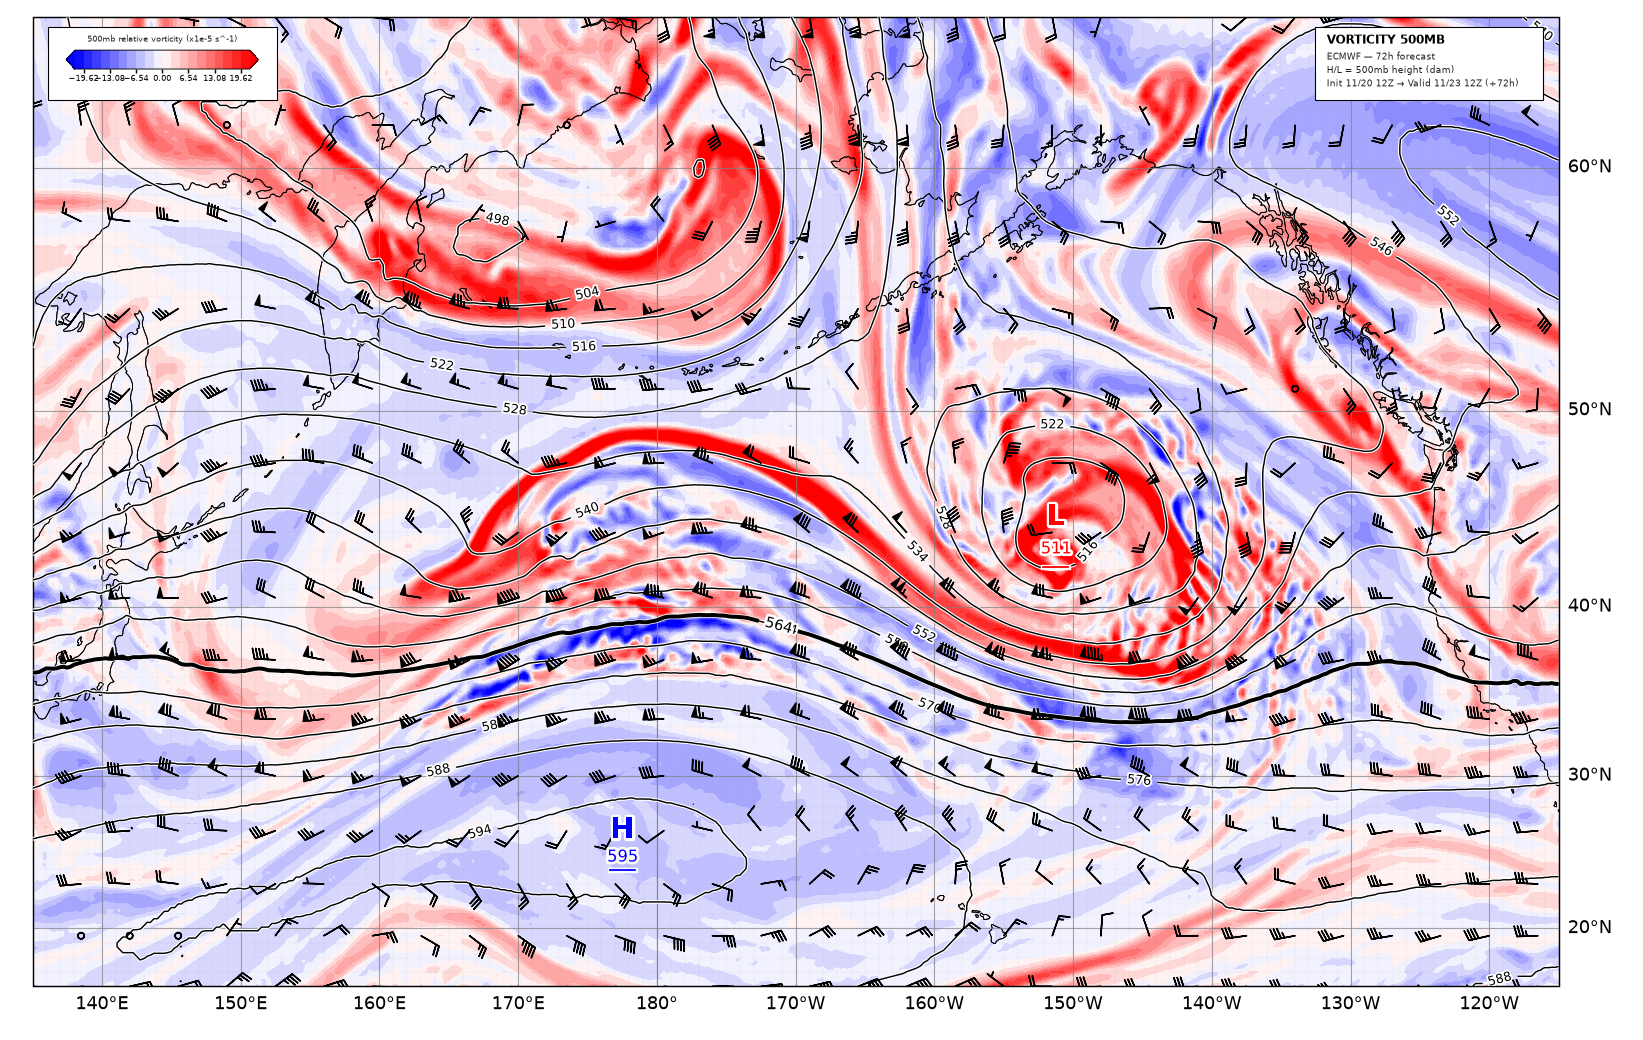 500mb relative vorticity (x1e-5 s^-1)
−19.62 −13.08 −6.54 0.00 6.54 13.08 19.62
VORTICITY 500MB
ECMWF — 72h forecast
H/L = 500mb height (dam)
Init 11/20 12Z → Valid 11/23 12Z (+72h)
60°N
498
552
546
504
510
516
522
528
50°N
522
540
528
L
511
516
534
40°N
564
552
570
588
576
30°N
594
H
595
20°N
588
140°E 150°E 160°E 170°E 180° 170°W 160°W 150°W 140°W 130°W 120°W